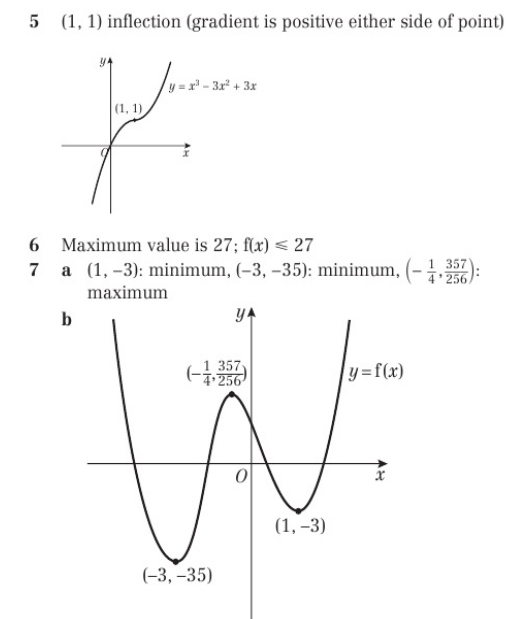 5 (1, 1) inflection (gradient is positive either side of point)
y
y = x³ − 3x² + 3x
(1, 1)
O
x
6 Maximum value is 27; f(x) ⩽ 27
7 a (1, −3): minimum, (−3, −35): minimum, (−1/4, 357/256):
maximum
b
y
(−1/4, 357/256)
y=f(x)
O
x
(1, −3)
(−3, −35)